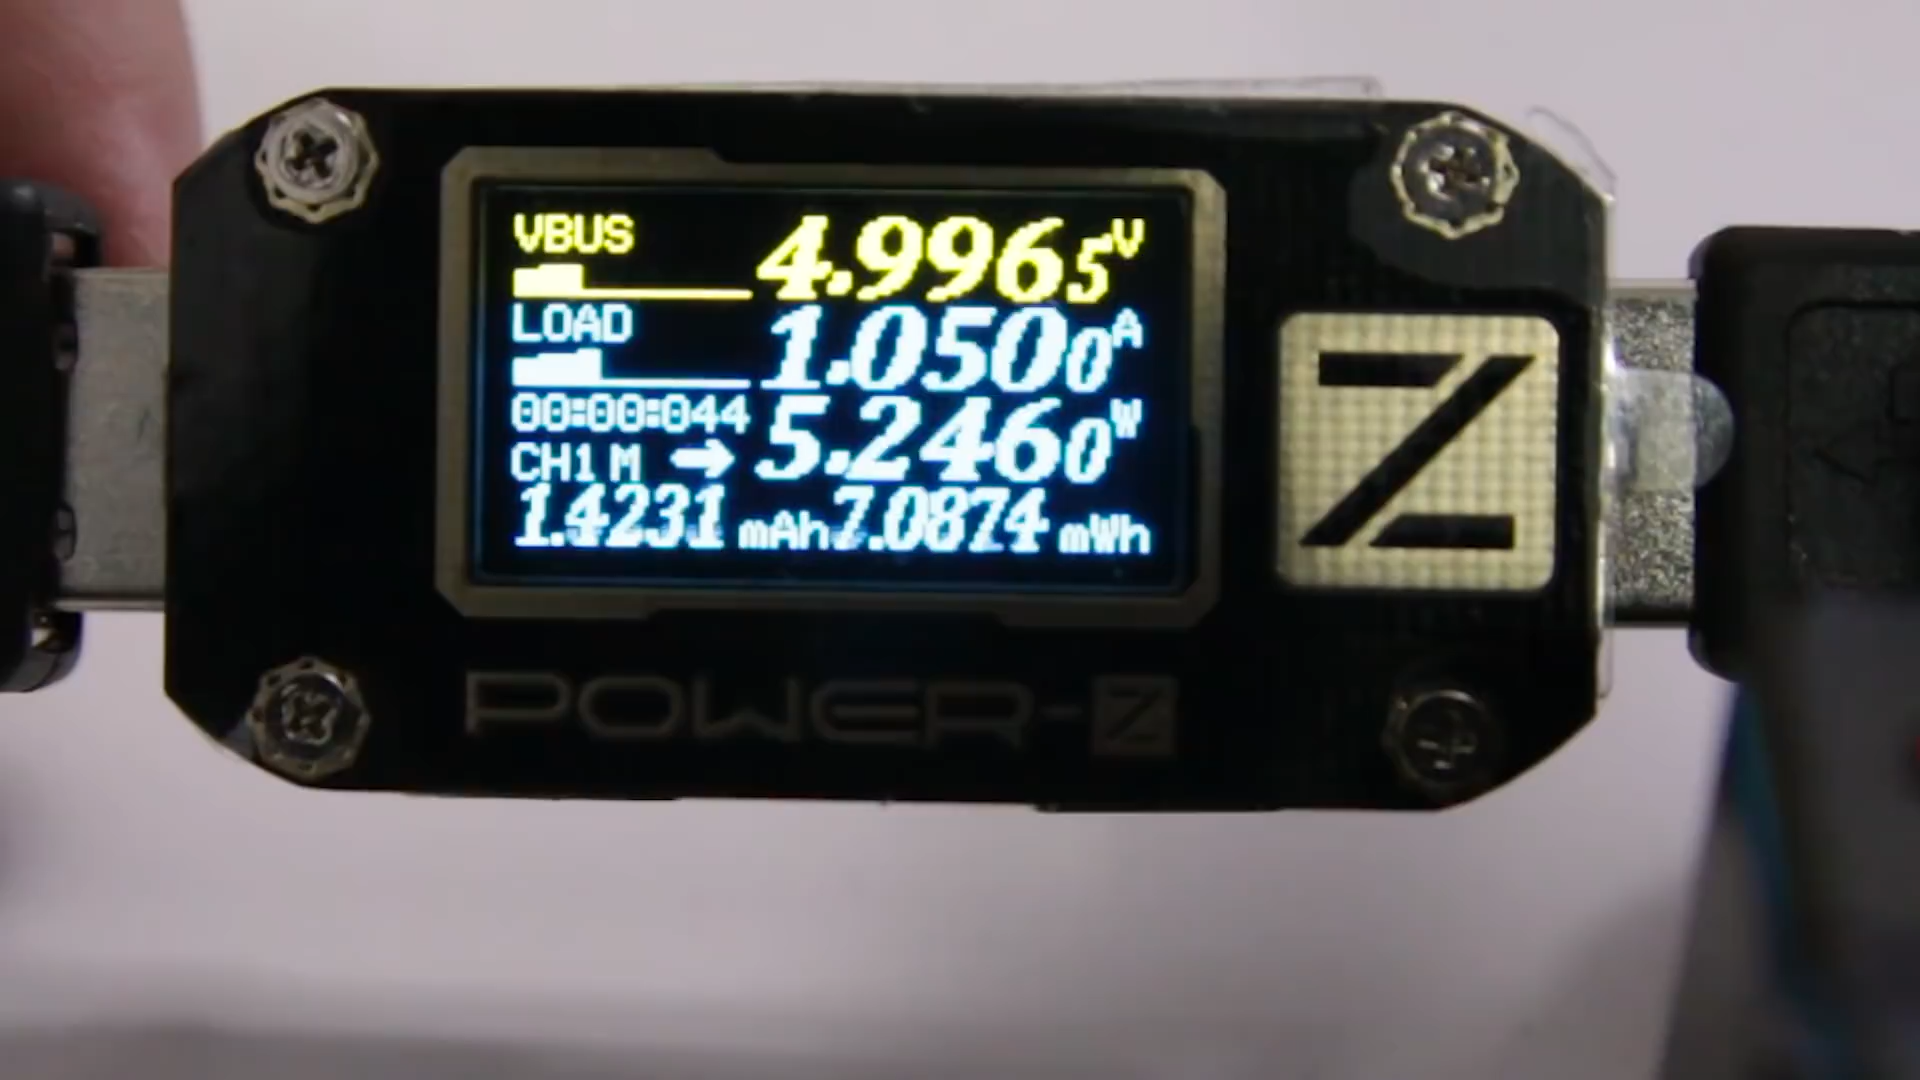 VBUS 4.9965V
LOAD 1.0500A
00:00:044 5.2460W
CH1 M →
1.4231 mAh 7.0874 mWh
Z
POWER-Z